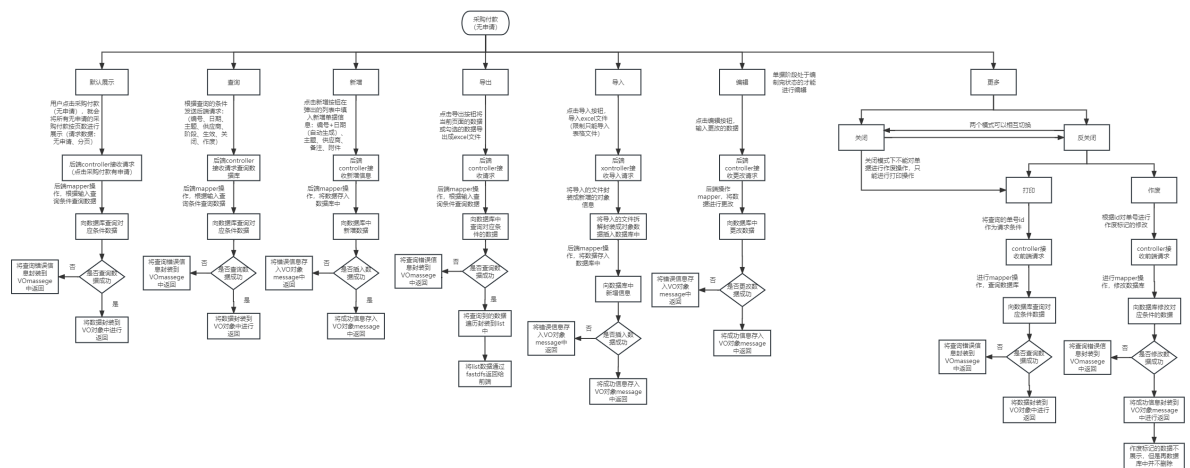 采购付款
（无申请）
默认展示
查询
新增
导出
导入
编辑
单据阶段处于编
制完状态的才能
进行编辑
更多
用户点击采购付款
（无申请），就会
将所有无申请的采
购付款按页数进行
展示（请求数据：
无申请、分页）
根据查询的条件
发送后端请求：
（编号、日期、
主题、供应商、
阶段、生效、关
闭、作废）
点击新增按钮在
弹出的列表中填
入新增单据信
息：编号+日期
（自动生成），
主题、供应商、
备注、附件
点击导出按钮将
当前页面的数据
或勾选的数据导
出成excel文件
点击导入按钮，
导入excel文件
（限制只能导入
表格文件）
点击编辑按钮，
输入更改的数据
关闭
两个模式可以相互切换
反关闭
关闭模式下不能对单
据进行作废操作，只
能进行打印操作
打印
作废
后端controller接收请求
（点击采购付款有申请）
后端controller
接收请求查询数
据库
后端
controller接
收新增信息
后端
controller接
收请求
后端
xontroller接
收导入请求
后端
controller接
收更改请求
后端mapper操
作，根据输入查
询条件查询数据
后端mapper操
作，根据输入查
询条件查询数据
后端mapper操
作，将数据存入
数据库中
后端mapper操
作，根据输入查
询条件查询数据
将导入的文件封
装成新增的对象
信息
后端操作
mapper，将数
据进行更改
将查询的单号id
作为请求条件
根据id对单号进行
作废标记的修改
向数据库查询对
应条件数据
向数据库查询对
应条件数据
向数据库中
新增数据
向数据库中
查询对应条
件的数据
将导入的文件拆
解封装成对象数
据插入数据库中
向数据库中
更改数据
controller接
收前端请求
controller接
收前端请求
后端mapper操
作，将数据存入
数据库中
进行mapper操
作，查询数据库
进行mapper操
作，修改数据库
将查询错误信
息封装到
VOmassege
中返回
否
是否查询数
据成功
是
将查询错误信
息封装到
VOmassege
中返回
否
是否查询数
据成功
是
将错误信息存
入VO对象
message中
返回
否
是否插入数
据成功
是
将查询错误信
息封装到
VOmassege
中返回
否
是否查询数
据成功
是
向数据库中
新增信息
将错误信息存
入VO对象
message中
返回
否
是否更改数
据成功
是
向数据库查询对
应条件数据
向数据库修改对
应条件的数据
将数据封装到
VO对象中进行
返回
将数据封装到
VO对象中进行
返回
将成功信息存入
VO对象message
中返回
将查询到的数据
遍历封装到list
中
将错误信息存
入VO对象
message中
返回
否
是否插入数
据成功
是
将成功信息存入
VO对象message
中返回
将查询错误信
息封装到
VOmassege
中返回
否
是否查询数
据成功
是
将查询错误信
息封装到
VOmassege
中返回
否
是否修改数
据成功
是
将list数据通过
fastdfs返回给
前端
将成功信息存入
VO对象message
中返回
将数据封装到
VO对象中进行
返回
将成功信息存入
VO对象message
中进行返回
作废标记的数据不
展示，但是再数据
库中并不删除